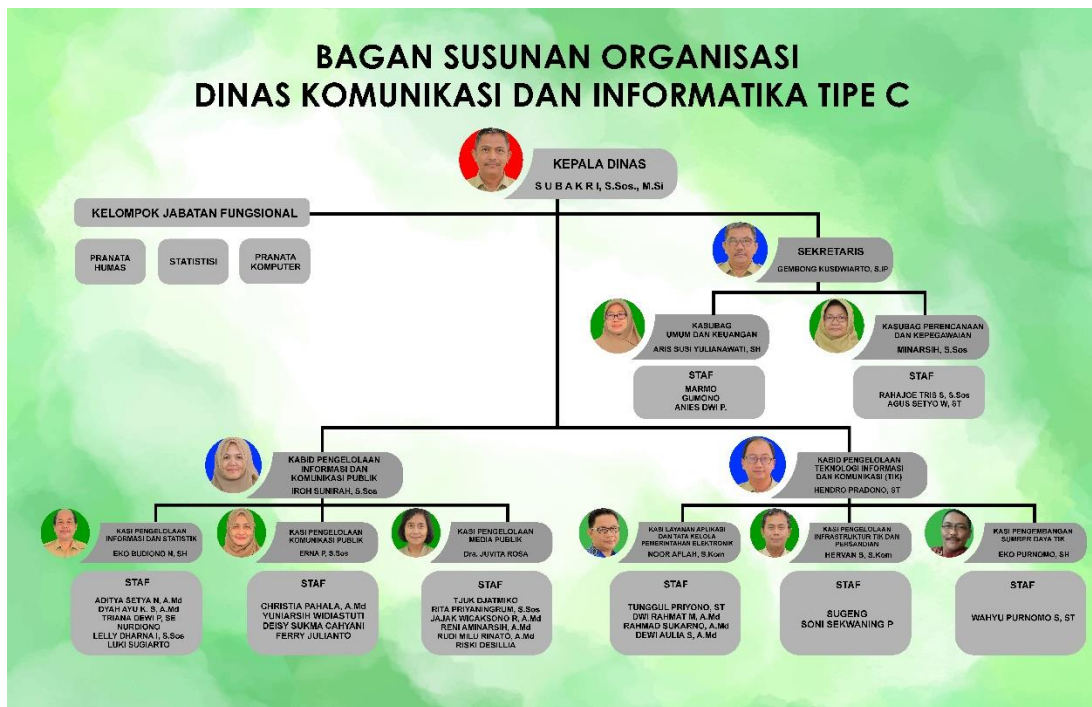 BAGAN SUSUNAN ORGANISASI
DINAS KOMUNIKASI DAN INFORMATIKA TIPE C
KEPALA DINAS
S U B A K R I, S.Sos., M.Si
KELOMPOK JABATAN FUNGSIONAL
PRANATA
HUMAS
STATISTISI
PRANATA
KOMPUTER
SEKRETARIS
GEMBONG KUSDWIARTO, S.IP
KASUBAG
UMUM DAN KEUANGAN
ARIS SUSI YULIANAWATI, SH
STAF
MARMO
GUMONO
ANIES DWI P.
KASUBAG PERENCANAAN
DAN KEPEGAWAIAN
MINARSIH, S.Sos
STAF
RAHAJOE TRIS S, S.Sos
AGUS SETYO W, ST
KABID PENGELOLAAN
INFORMASI DAN
KOMUNIKASI PUBLIK
IROH SUNIRAH, S.Sos
KABID PENGELOLAAN
TEKNOLOGI INFORMASI
DAN KOMUNIKASI (TIK)
HENDRO PRADONO, ST
KASI PENGELOLAAN
INFORMASI DAN STATISTIK
EKO BUDIONO N, SH
STAF
ADITYA SETYA N, A.Md
DYAH AYU K. S, A.Md
TRIANA DEWI P, SE
NURDIONO
LELLY DHARNA I, S.Sos
LUKI SUGIARTO
KASI PENGELOLAAN
KOMUNIKASI PUBLIK
ERNA P, S.Sos
STAF
CHRISTIA PAHALA, A.Md
YUNIARSIH WIDIASTUTI
DEISY SUKMA CAHYANI
FERRY JULIANTO
KASI PENGELOLAAN
MEDIA PUBLIK
Dra. JUVITA ROSA
STAF
TJUK DJATMIKO
RITA PRIYANINGRUM, S.Sos
JAJAK WICAKSONO R, A.Md
RENI AMINARSIH, A.Md
RUDI MILU RINATO, A.Md
RISKI DESILLIA
KASI LAYANAN APLIKASI
DAN TATA KELOLA
PEMERINTAHAN ELEKTRONIK
NOOR AFLAH, S.Kom
STAF
TUNGGUL PRIYONO, ST
DWI RAHMAT M, A.Md
RAHMAD SUKARNO, A.Md
DEWI AULIA S, A.Md
KASI PENGELOLAAN
INFRASTRUKTUR TIK DAN
PERSANDIAN
HERVAN S, S.Kom
STAF
SUGENG
SONI SEKWANING P
KASI PENGEMBANGAN
SUMBER DAYA TIK
EKO PURNOMO, SH
STAF
WAHYU PURNOMO S, ST